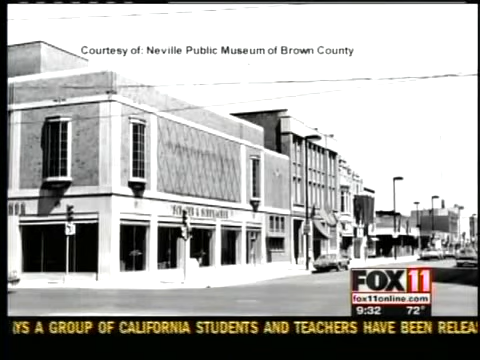 Courtesy of: Neville Public Museum of Brown County
FOX 11
fox11online.com
9:32 72°
YS A GROUP OF CALIFORNIA STUDENTS AND TEACHERS HAVE BEEN RELEAS